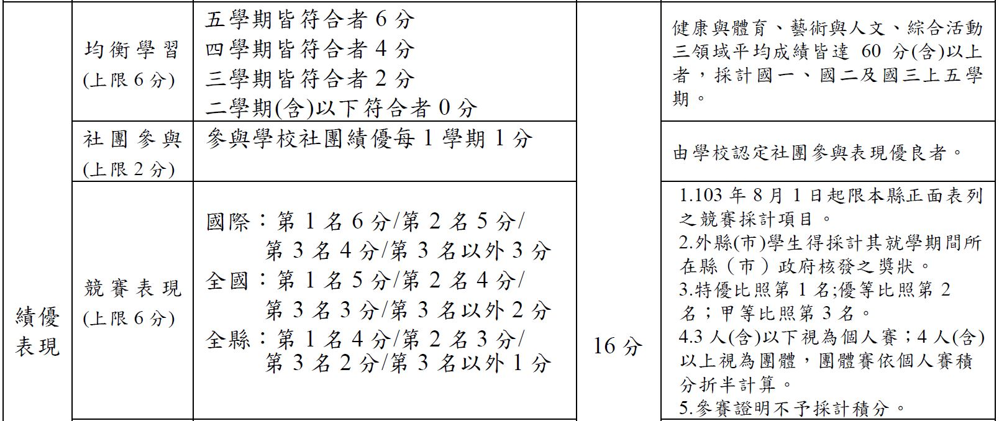 績優
表現
均衡學習
(上限6分)
五學期皆符合者6分
四學期皆符合者4分
三學期皆符合者2分
二學期(含)以下符合者0分
16分
健康與體育、藝術與人文、綜合活動
三領域平均成績皆達 60 分(含)以上
者，採計國一、國二及國三上五學
期。
社團參與
(上限2分)
參與學校社團績優每1學期1分
由學校認定社團參與表現優良者。
競賽表現
(上限6分)
國際：第1名6分/第2名5分/
第3名4分/第3名以外3分
全國：第1名5分/第2名4分/
第3名3分/第3名以外2分
全縣：第1名4分/第2名3分/
第3名2分/第3名以外1分
1.103年8月1日起限本縣正面表列
之競賽採計項目。
2.外縣(市)學生得採計其就學期間所
在縣（市）政府核發之獎狀。
3.特優比照第1名;優等比照第2
名；甲等比照第3名。
4.3人(含)以下視為個人賽；4人(含)
以上視為團體，團體賽依個人賽積
分折半計算。
5.參賽證明不予採計積分。